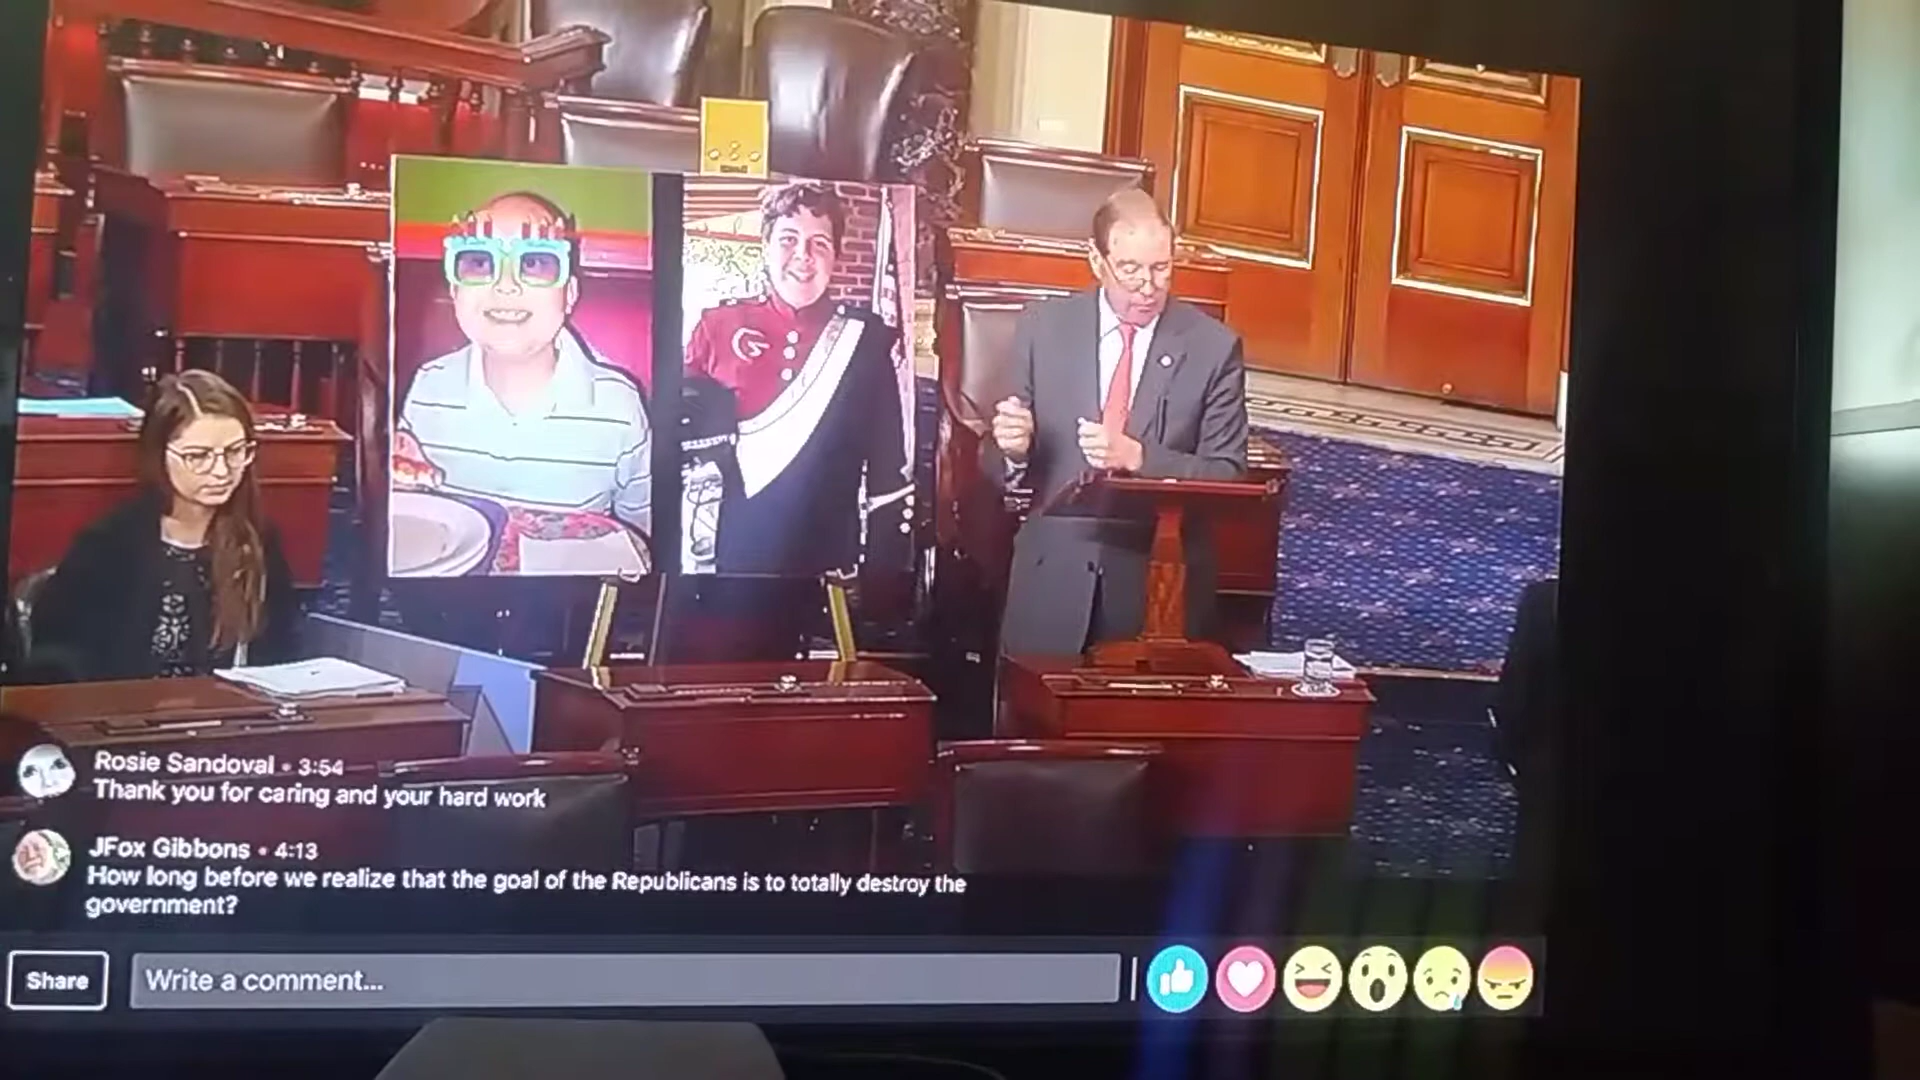 Rosie Sandoval • 3:54
Thank you for caring and your hard work
JFox Gibbons • 4:13
How long before we realize that the goal of the Republicans is to totally destroy the
government?
Share
Write a comment...